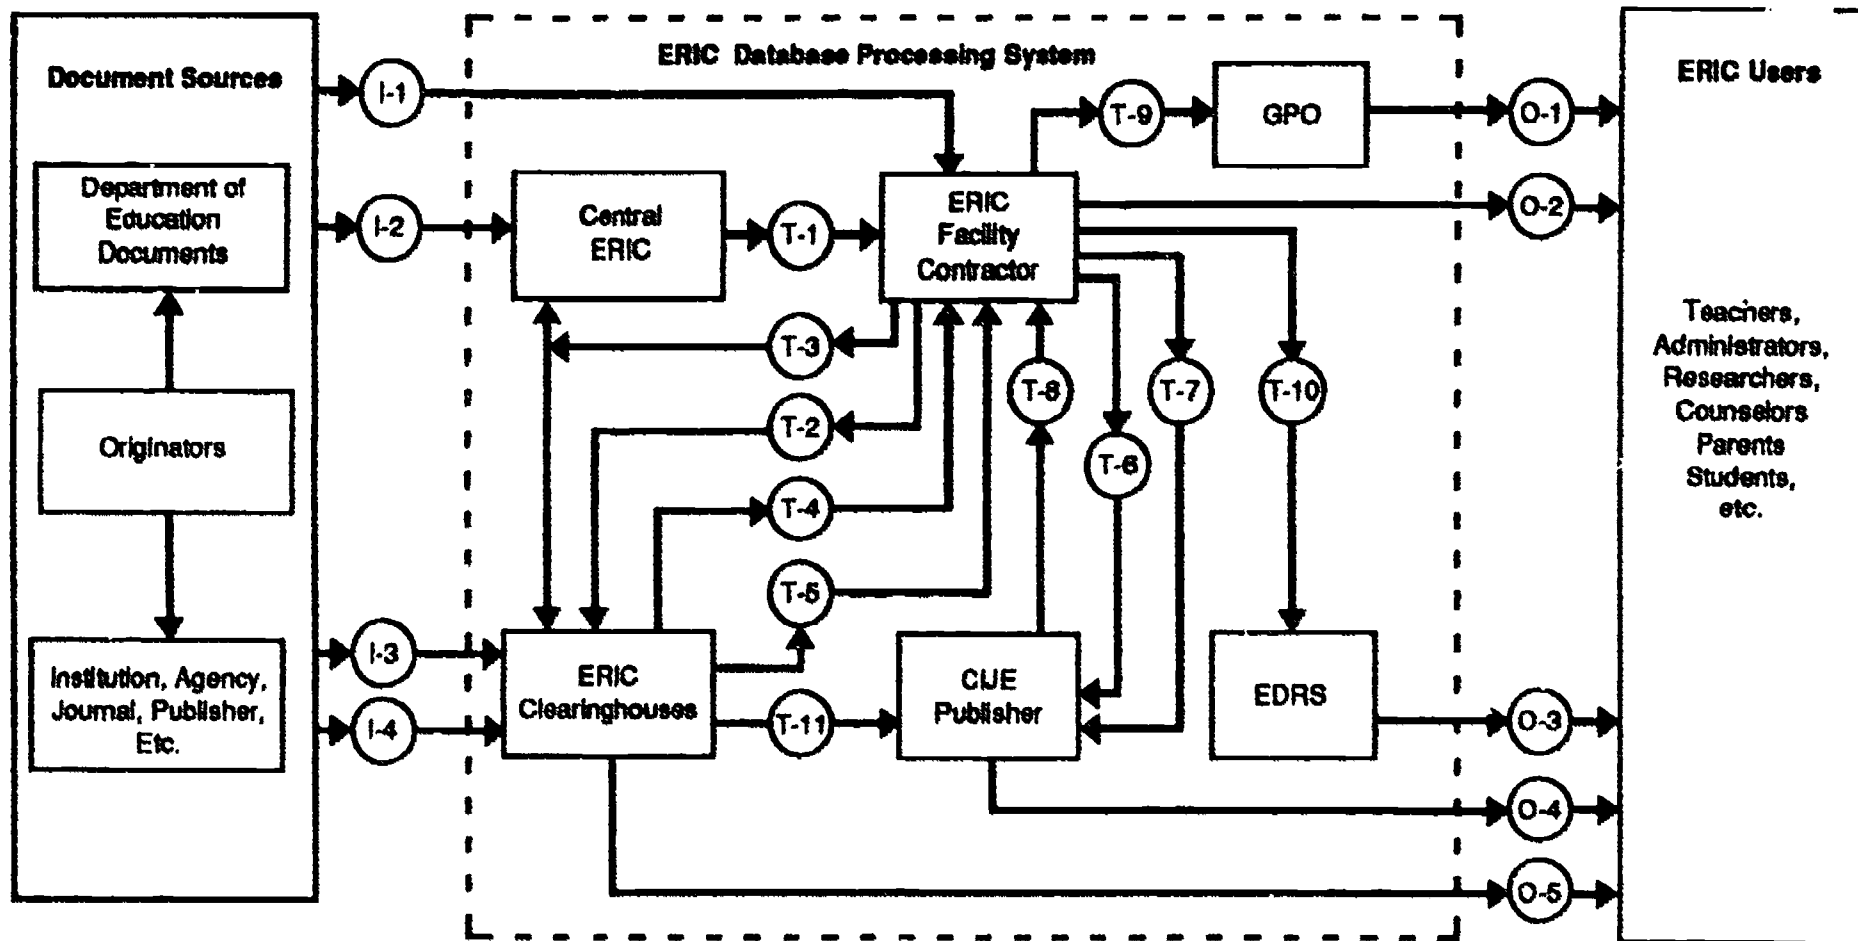 Document Sources
Department of
Education
Documents
Originators
Institution, Agency,
Journal, Publisher,
Etc.
I-1
I-2
I-3
I-4
ERIC Database Processing System
Central
ERIC
T-1
ERIC
Facility
Contractor
T-9
GPO
T-3
T-2
T-4
T-5
T-8
T-6
T-7
T-10
ERIC
Clearinghouses
T-11
CIJE
Publisher
EDRS
O-1
O-2
O-3
O-4
O-5
ERIC Users
Teachers,
Administrators,
Researchers,
Counselors
Parents
Students,
etc.